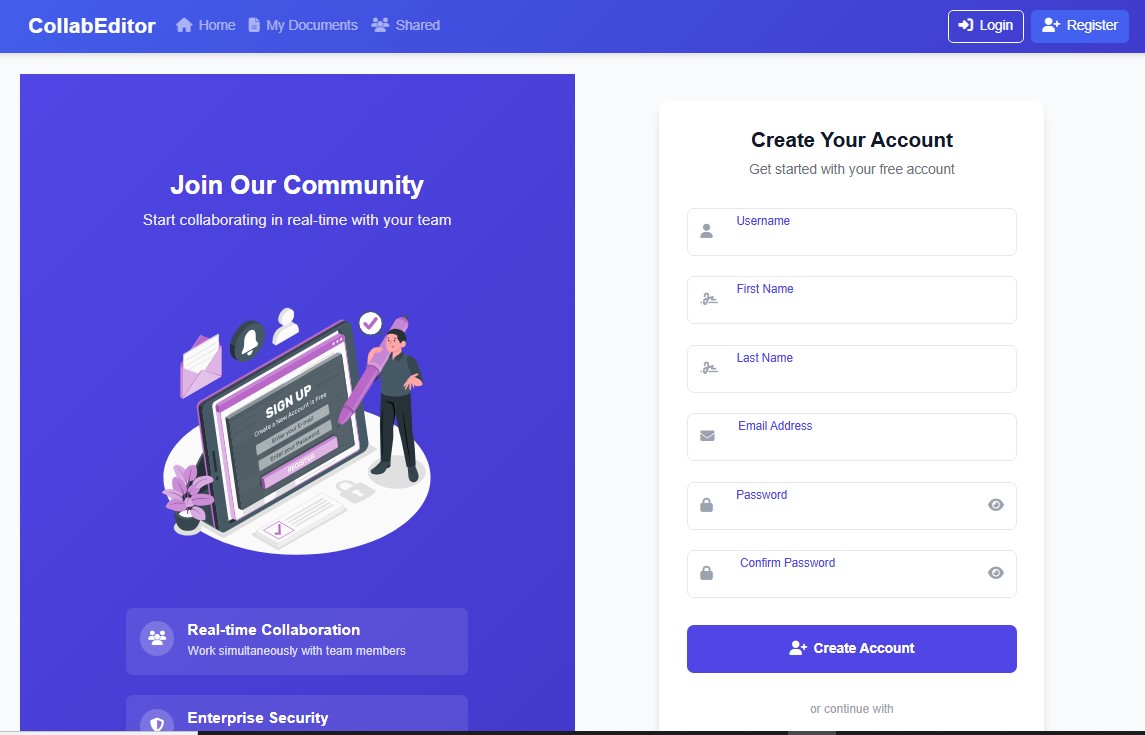 CollabEditor Home My Documents Shared Login Register
Join Our Community
Start collaborating in real-time with your team
SIGN UP
Create a New Account is Free
Enter your E-mail
Enter your Password
REGISTER
Real-time Collaboration
Work simultaneously with team members
Enterprise Security
Create Your Account
Get started with your free account
Username
First Name
Last Name
Email Address
Password
Confirm Password
Create Account
or continue with